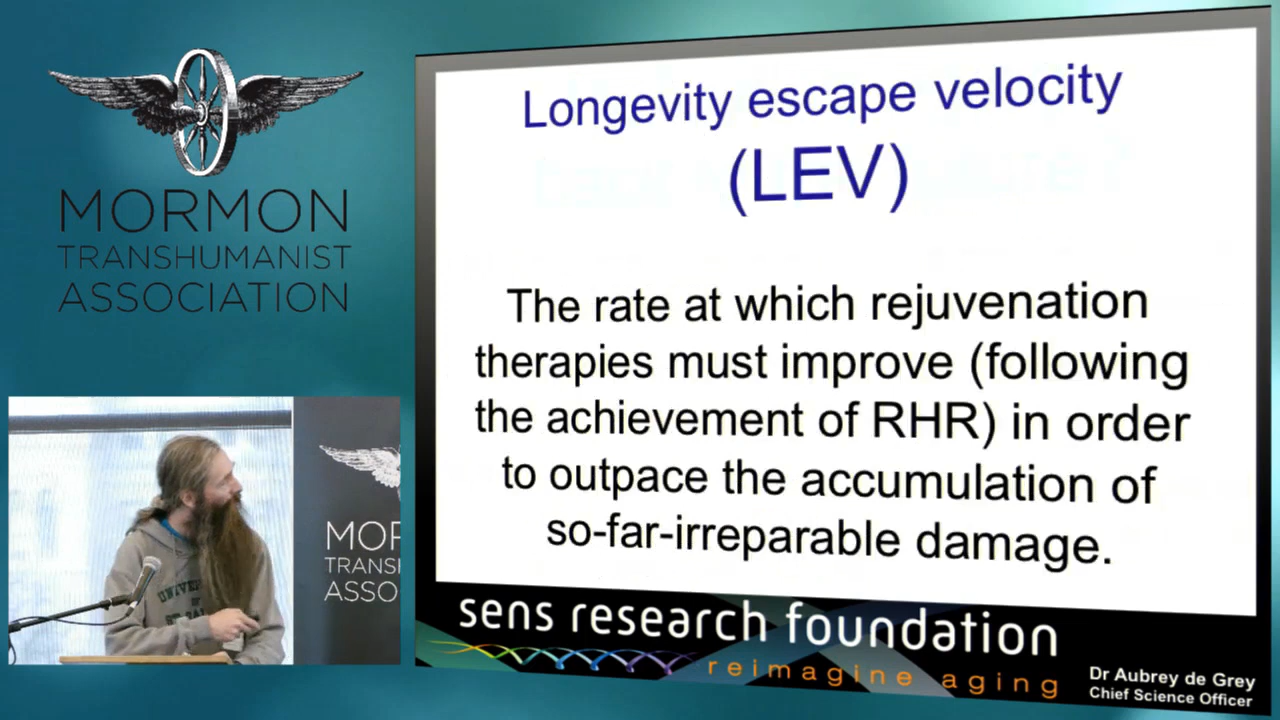 MORMON
TRANSHUMANIST
ASSOCIATION
Longevity escape velocity
(LEV)
The rate at which rejuvenation
therapies must improve (following
the achievement of RHR) in order
to outpace the accumulation of
so-far-irreparable damage.
sens research foundation
reimagine aging
Dr Aubrey de Grey
Chief Science Officer
MOR
TRANS
ASSO